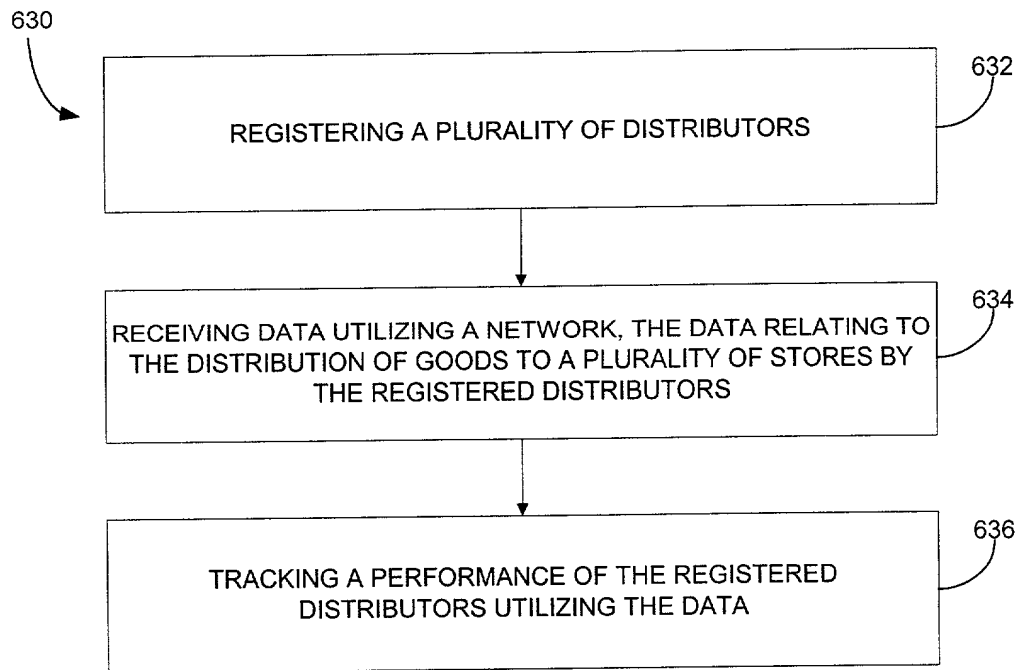 630
632
REGISTERING A PLURALITY OF DISTRIBUTORS
634
RECEIVING DATA UTILIZING A NETWORK, THE DATA RELATING TO
THE DISTRIBUTION OF GOODS TO A PLURALITY OF STORES BY
THE REGISTERED DISTRIBUTORS
636
TRACKING A PERFORMANCE OF THE REGISTERED
DISTRIBUTORS UTILIZING THE DATA